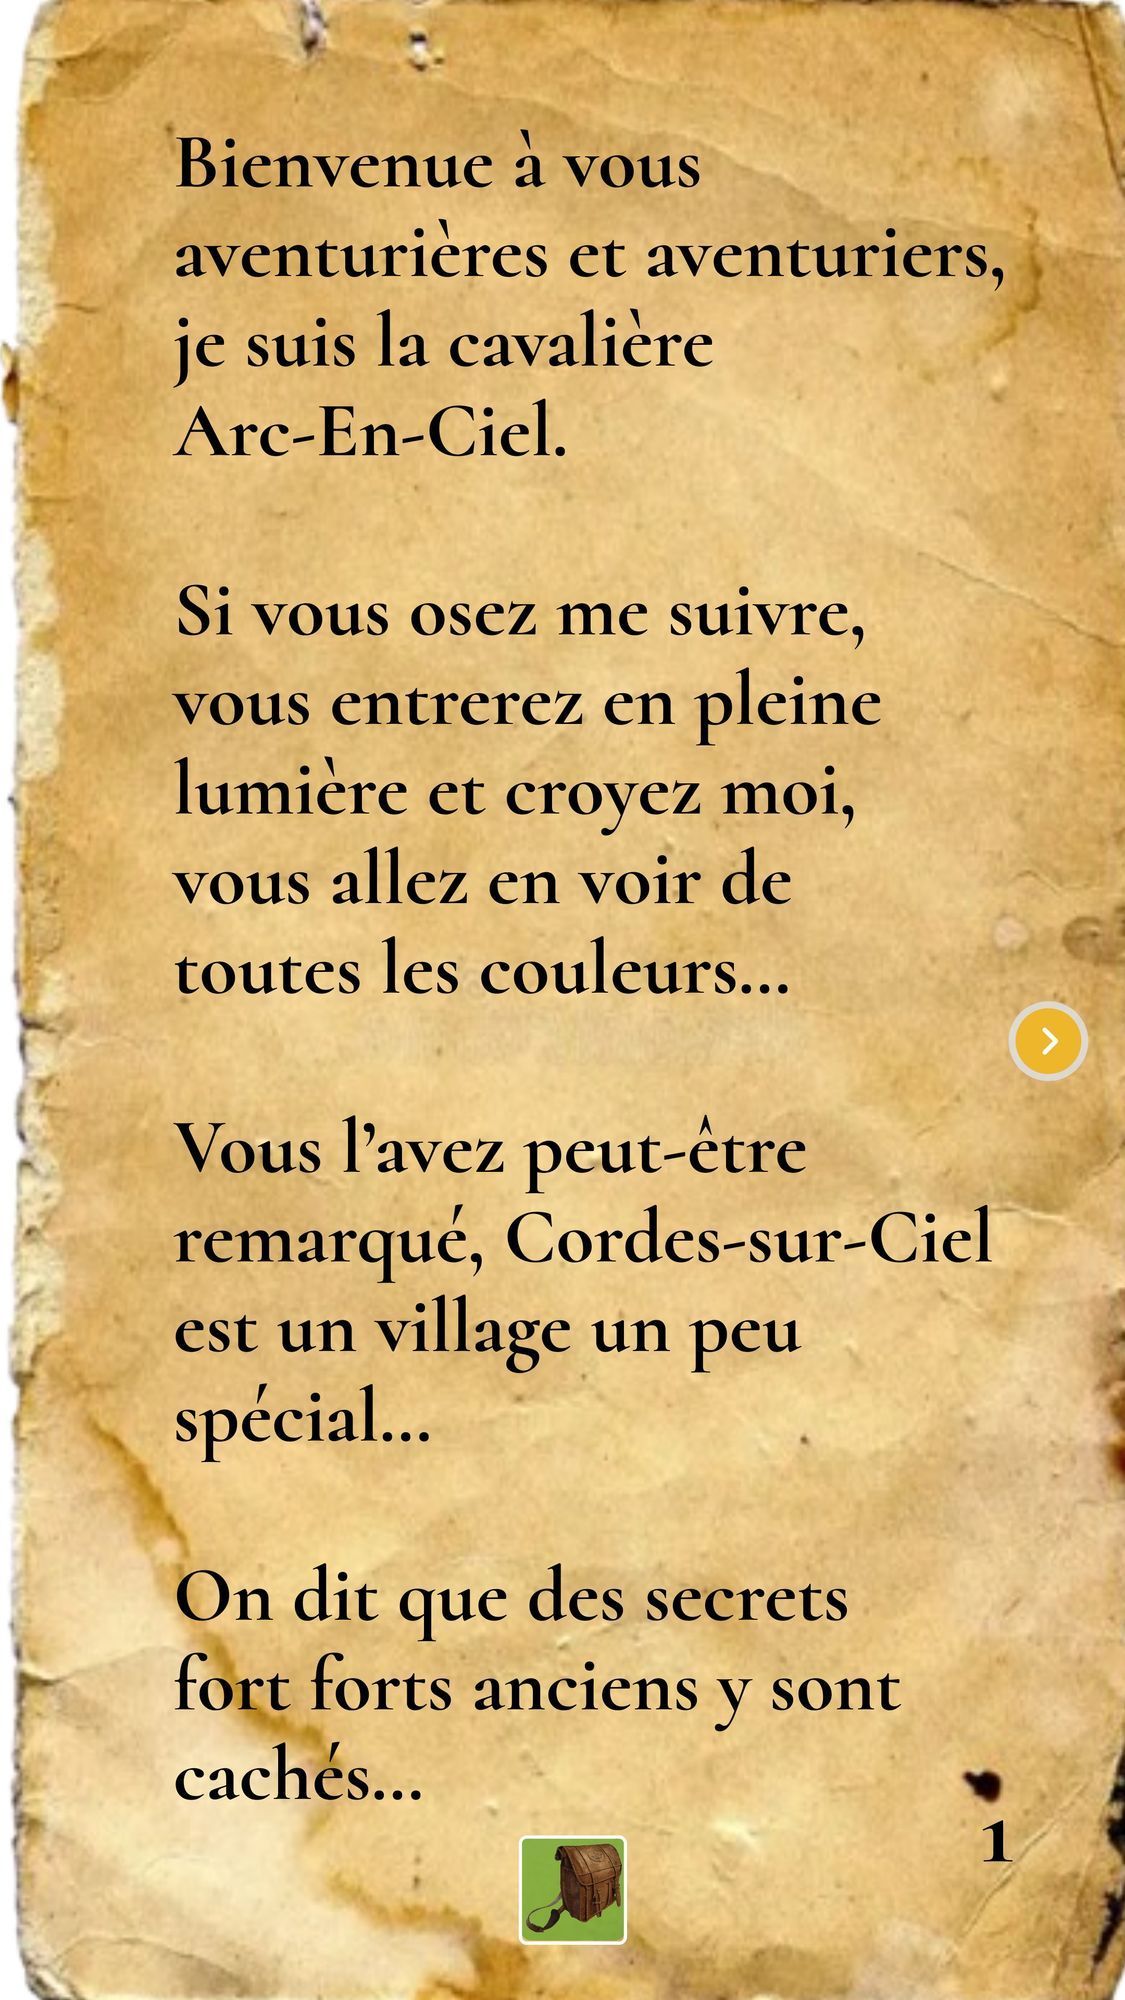 Bienvenue à vous
aventurières et aventuriers,
je suis la cavalière
Arc-En-Ciel.
Si vous osez me suivre,
vous entrerez en pleine
lumière et croyez moi,
vous allez en voir de
toutes les couleurs...
Vous l’avez peut-être
remarqué, Cordes-sur-Ciel
est un village un peu
spécial...
On dit que des secrets
fort forts anciens y sont
cachés...
1